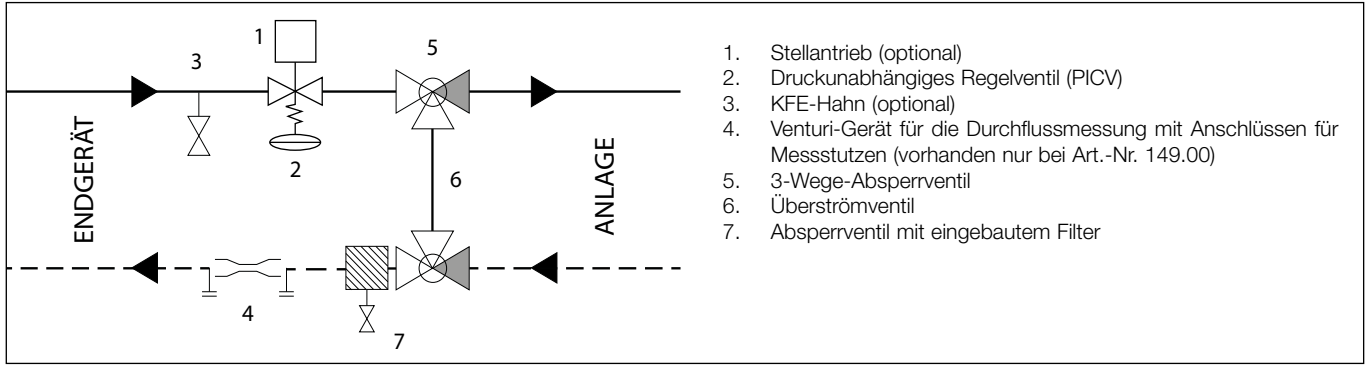 1
5
3
2
6
ENDGERÄT
ANLAGE
4
7
1. Stellantrieb (optional)
2. Druckunabhängiges Regelventil (PICV)
3. KFE-Hahn (optional)
4. Venturi-Gerät für die Durchflussmessung mit Anschlüssen für
Messstutzen (vorhanden nur bei Art.-Nr. 149.00)
5. 3-Wege-Absperrventil
6. Überströmventil
7. Absperrventil mit eingebautem Filter